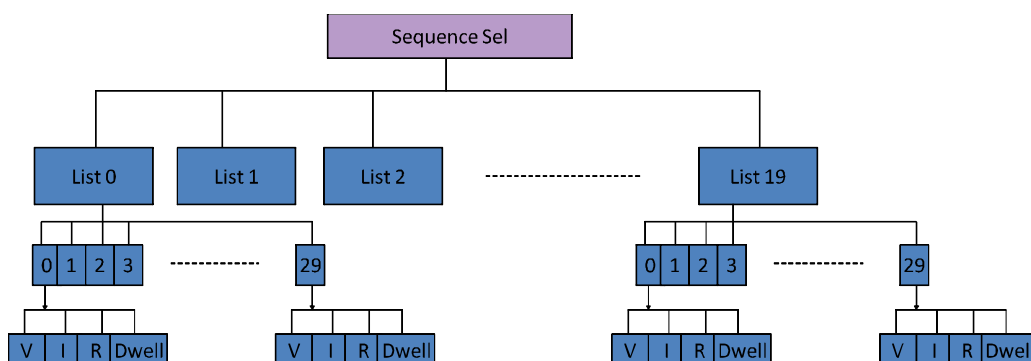 Sequence Sel
List 0 List 1 List 2 List 19
0 1 2 3 29 0 1 2 3 29
V I R Dwell V I R Dwell V I R Dwell V I R Dwel